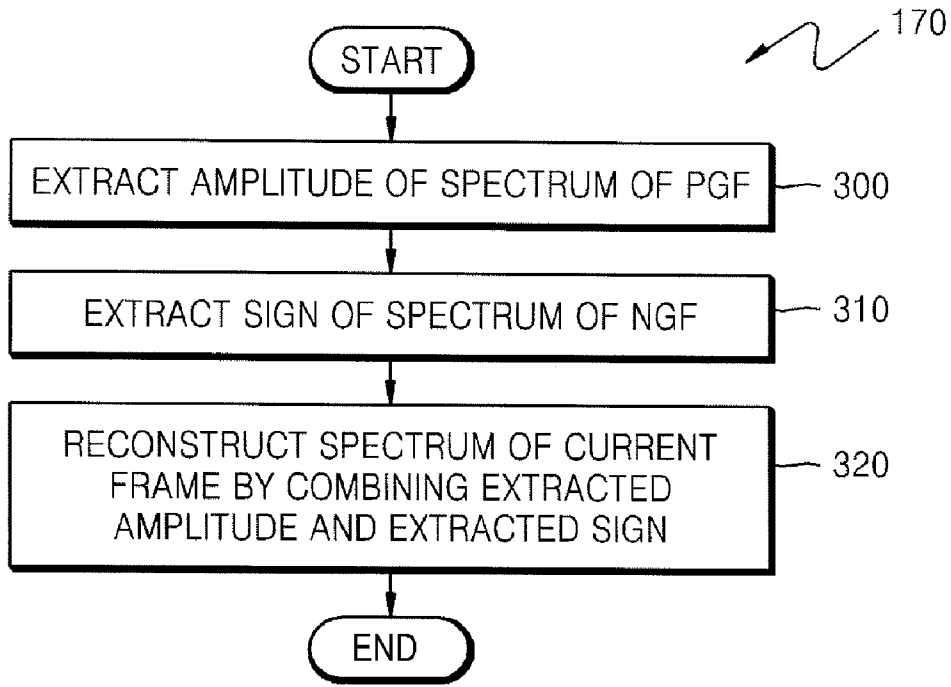 170
START
EXTRACT AMPLITUDE OF SPECTRUM OF PGF
300
EXTRACT SIGN OF SPECTRUM OF NGF
310
RECONSTRUCT SPECTRUM OF CURRENT
FRAME BY COMBINING EXTRACTED
AMPLITUDE AND EXTRACTED SIGN
320
END